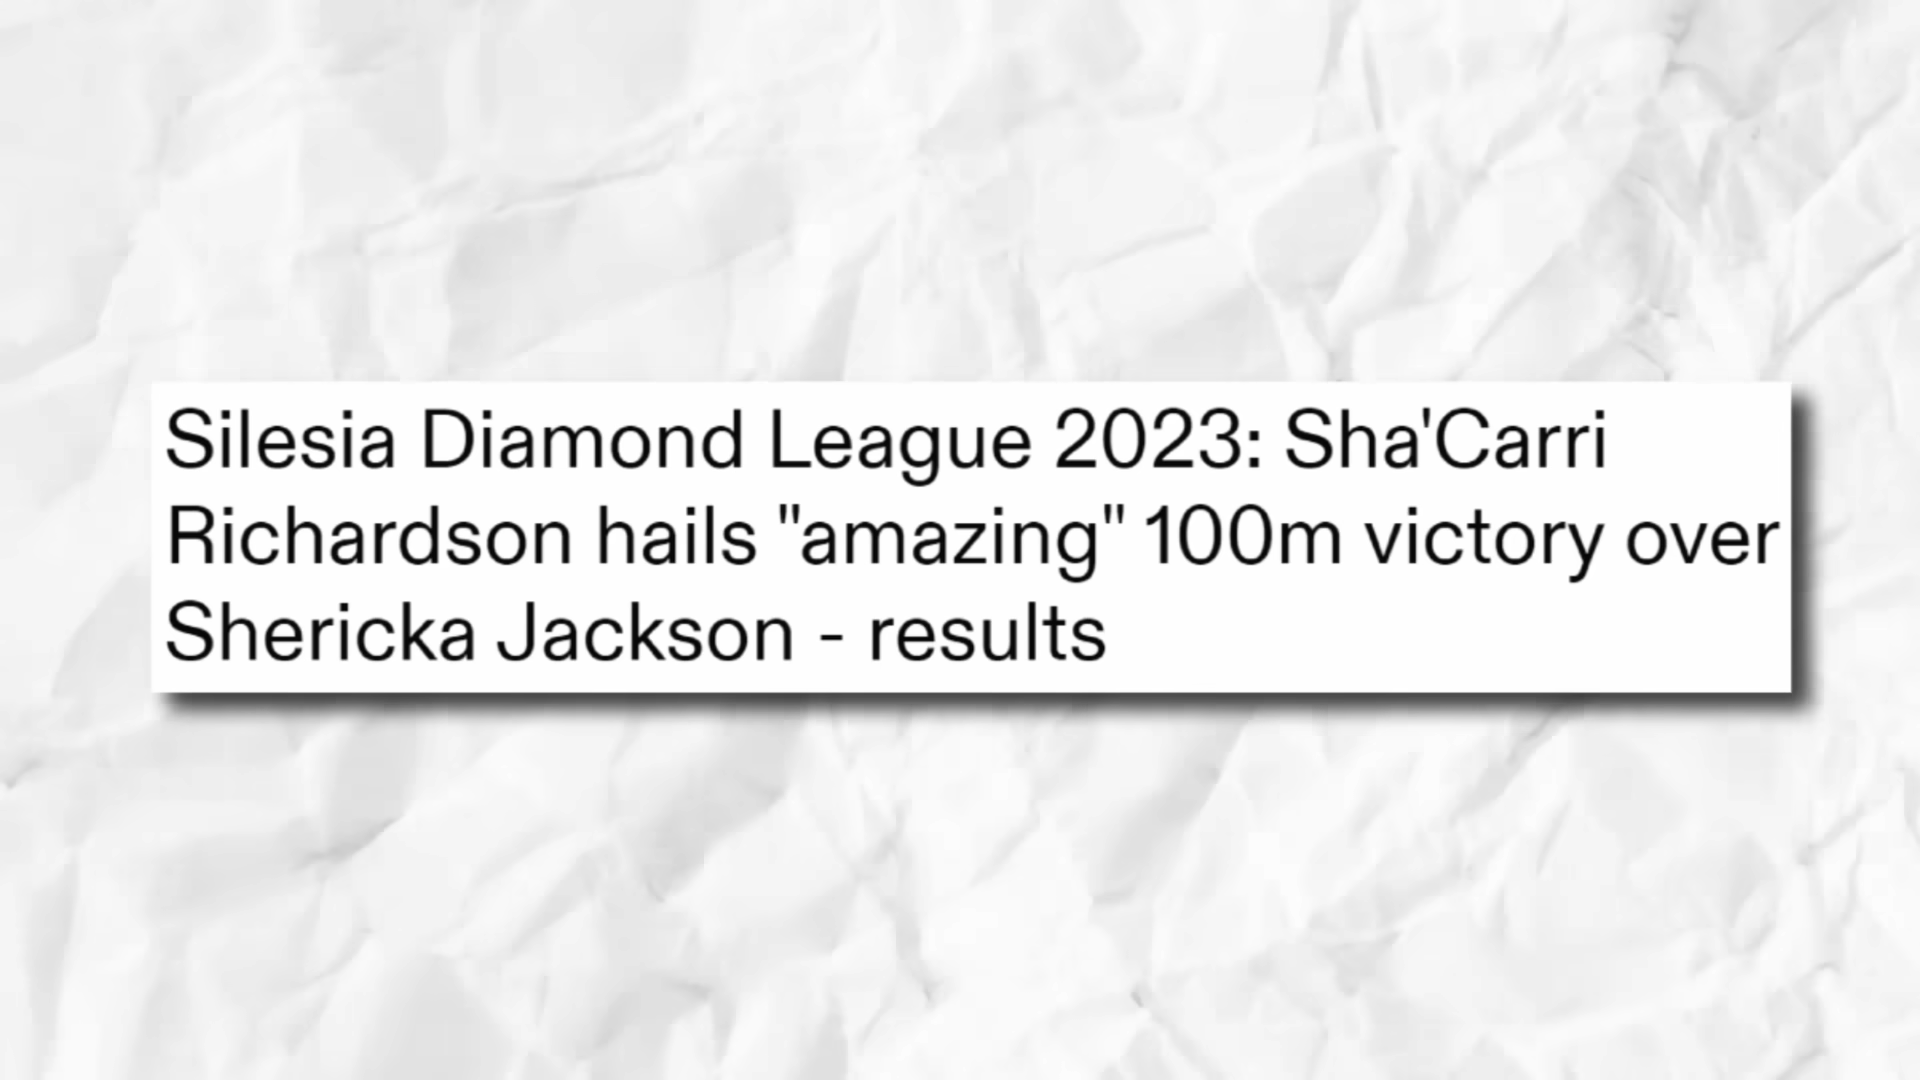 Silesia Diamond League 2023: Sha'Carri
Richardson hails "amazing" 100m victory over
Shericka Jackson - results